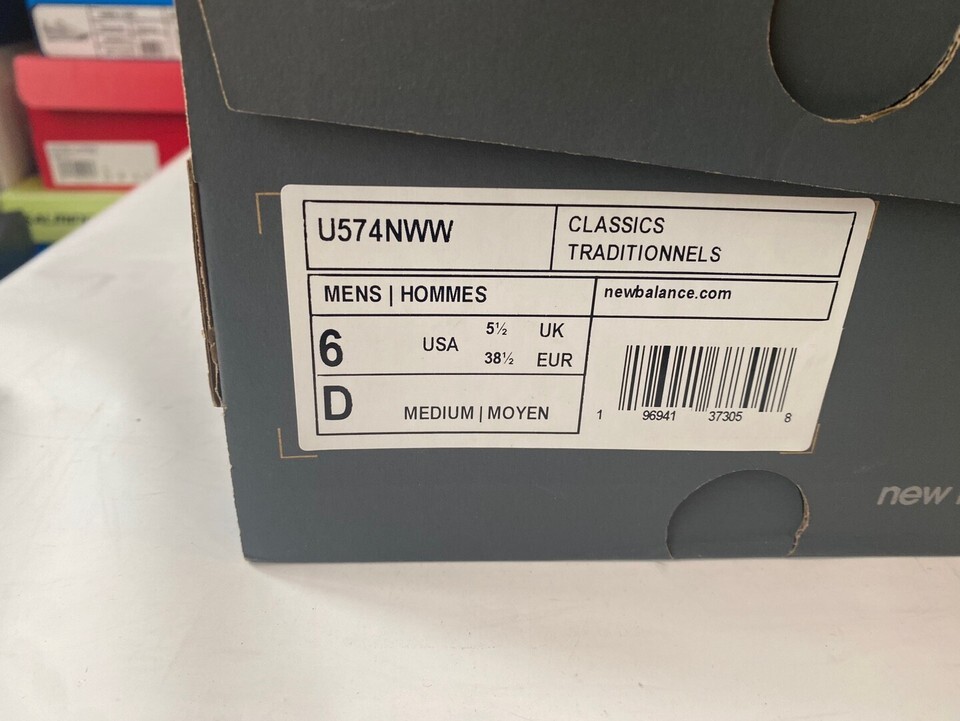 U574NWW
CLASSICS
TRADITIONNELS
MENS | HOMMES
newbalance.com
6 USA 5½ UK
38½ EUR
D MEDIUM | MOYEN
1 96941 37305 8
new